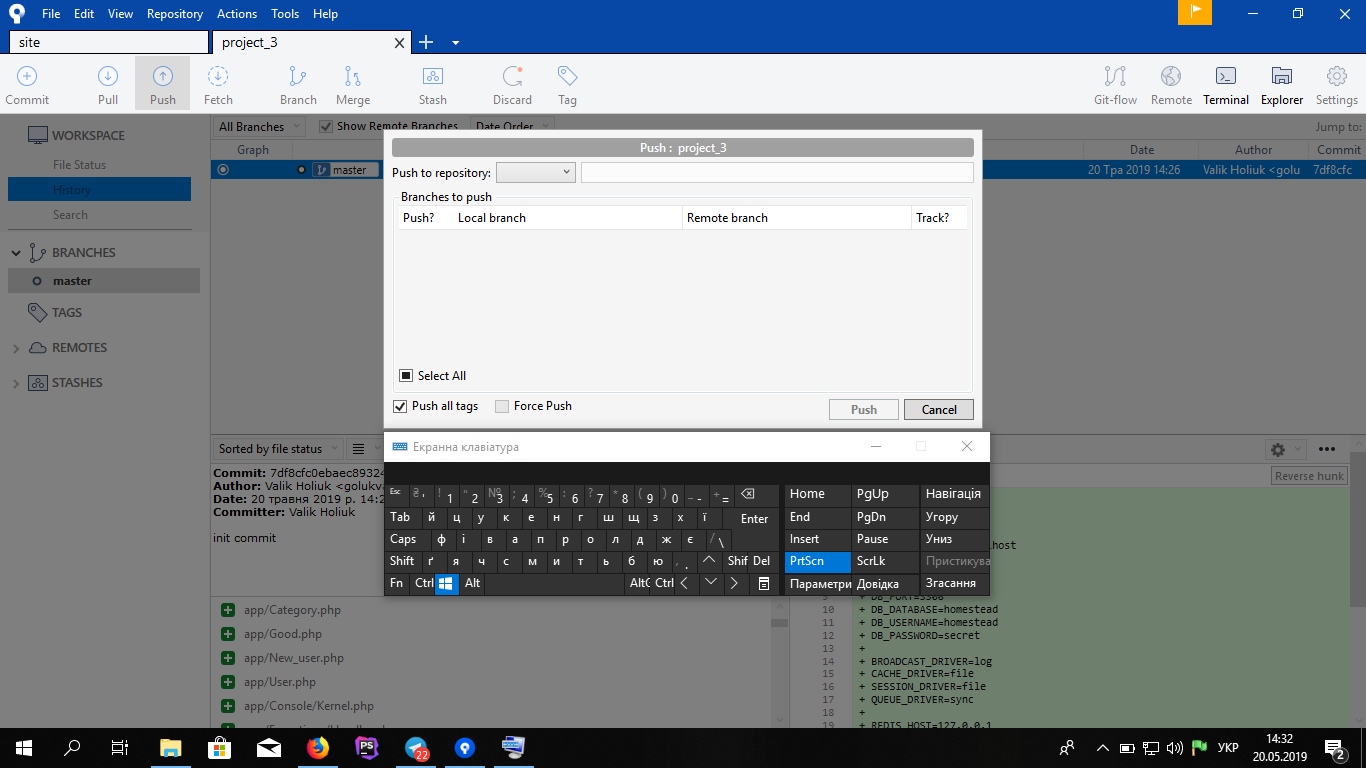 File Edit View Repository Actions Tools Help
site project_3
Commit Pull Push Fetch Branch Merge Stash Discard Tag Git-flow Remote Terminal Explorer Settings
WORKSPACE
File Status
History
Search
BRANCHES
master
TAGS
REMOTES
STASHES
All Branches Show Remote Branches Date Order Jump to:
Graph Date Author Commit
master 20 Тра 2019 14:26 Valik Holiuk <golu 7df8cfc
Push : project_3
Push to repository:
Branches to push
Push? Local branch Remote branch Track?
Select All
Push all tags Force Push Push Cancel
Sorted by file status
Reverse hunk
Commit: 7df8cfc0ebaec89324
Author: Valik Holiuk <golukv
Date: 20 травня 2019 р. 14:2
Committer: Valik Holiuk
init commit
Екранна клавіатура
Esc ₴ ' ! 1 " 2 № 3 ; 4 % 5 : 6 ? 7 * 8 ( 9 ) 0 _ - + = Home PgUp Навігація
Tab й ц у к е н г ш щ з х ї Enter End PgDn Угору
Caps ф і в а п р о л д ж є / \ Insert Pause Униз
Shift ґ я ч с м и т ь б ю , . Shif Del PrtScn ScrLk Пристикува
Fn Ctrl Alt AltG Ctrl Параметри Довідка Згасання
app/Category.php
app/Good.php
app/New_user.php
app/User.php
app/Console/Kernel.php
lhost
9 + DB_PORT=3306
10 + DB_DATABASE=homestead
11 + DB_USERNAME=homestead
12 + DB_PASSWORD=secret
13 +
14 + BROADCAST_DRIVER=log
15 + CACHE_DRIVER=file
16 + SESSION_DRIVER=file
17 + QUEUE_DRIVER=sync
18 +
19 + REDIS_HOST=127.0.0.1
PS 22 УКР 14:32
20.05.2019 2